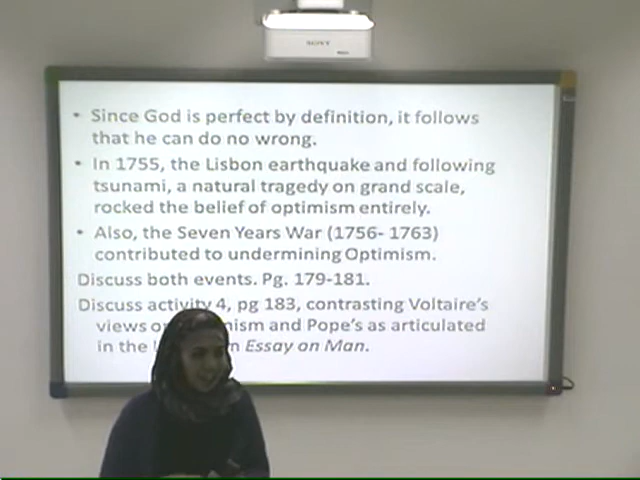 SONY
• Since God is perfect by definition, it follows
that he can do no wrong.
• In 1755, the Lisbon earthquake and following
tsunami, a natural tragedy on grand scale,
rocked the belief of optimism entirely.
• Also, the Seven Years War (1756- 1763)
contributed to undermining Optimism.
Discuss both events. Pg. 179-181.
Discuss activity 4, pg 183, contrasting Voltaire's
views and Pope's as articulated
in the Essay on Man.